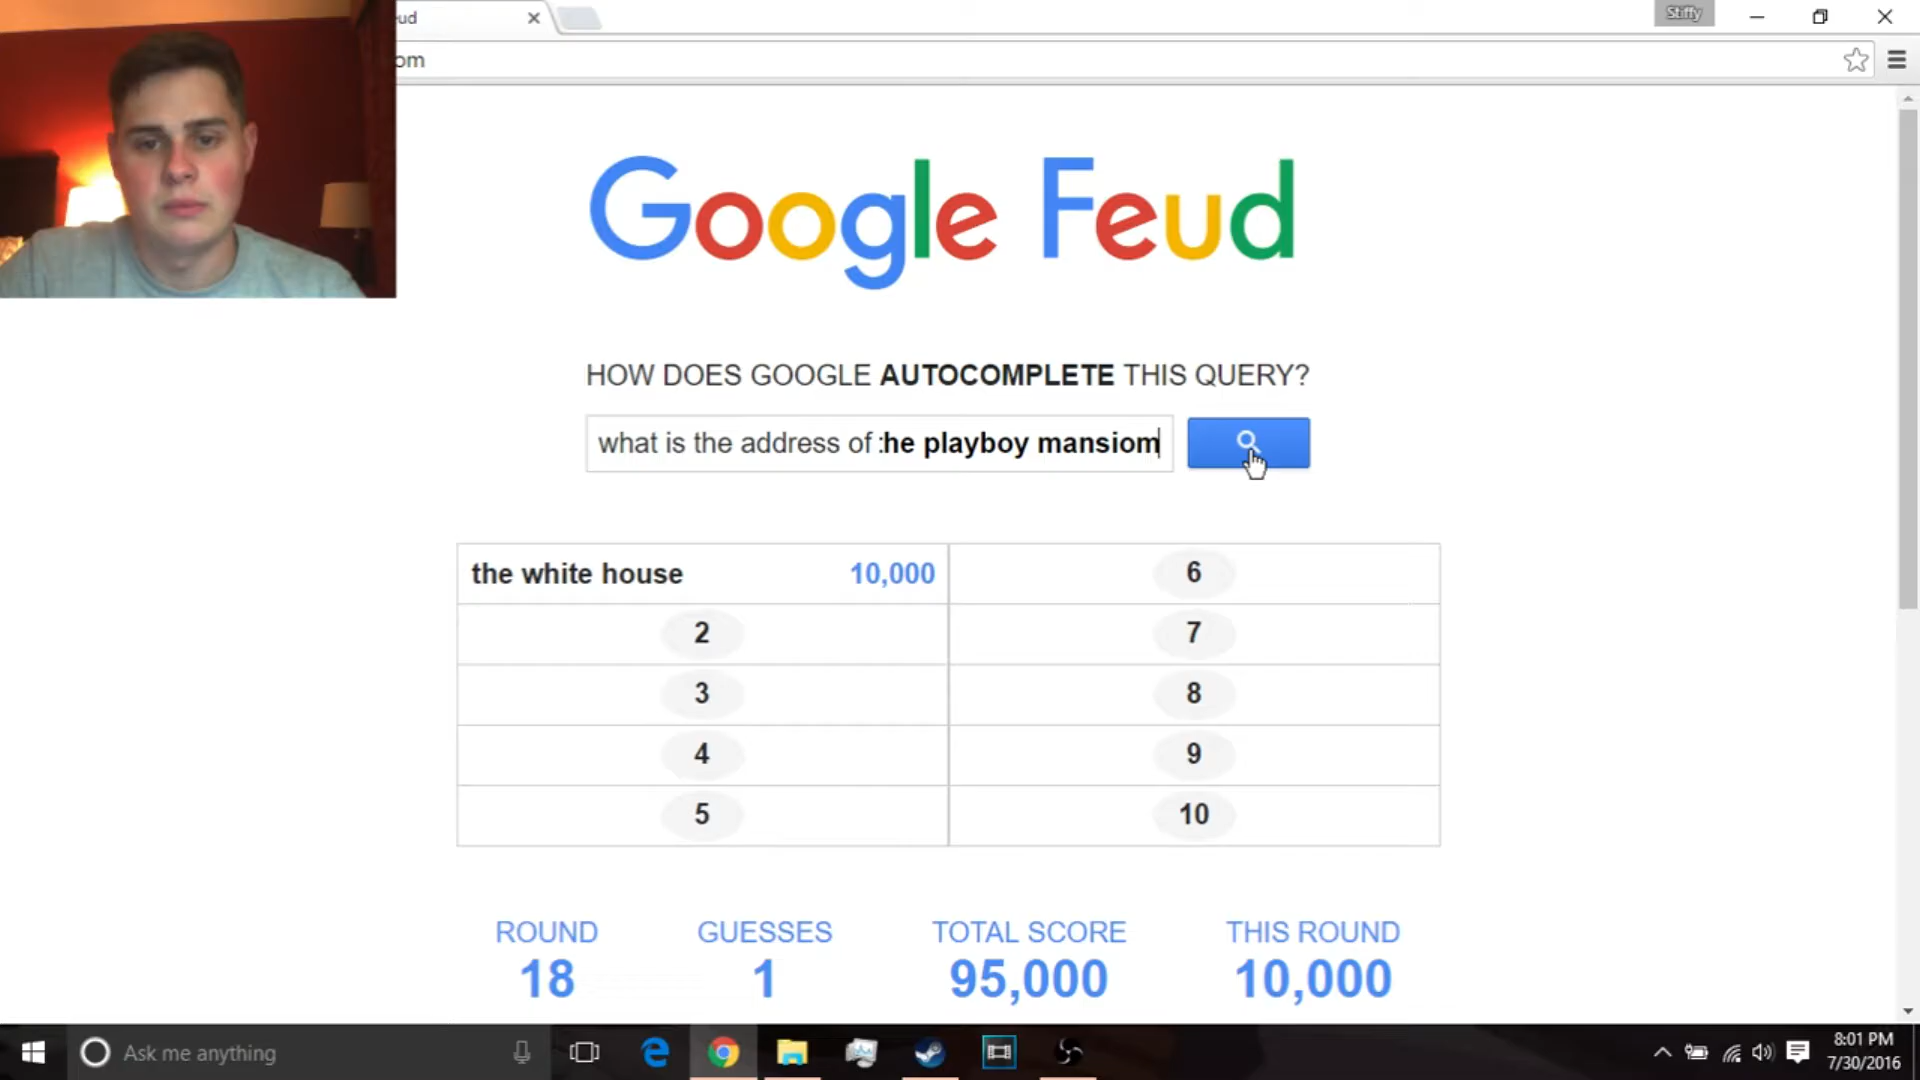 ud
Stiffy
om
Google Feud
HOW DOES GOOGLE AUTOCOMPLETE THIS QUERY?
what is the address of :he playboy mansiom
the white house 10,000
6
2
7
3
8
4
9
5
10
ROUND GUESSES TOTAL SCORE THIS ROUND
18 1 95,000 10,000
Ask me anything
8:01 PM
7/30/2016